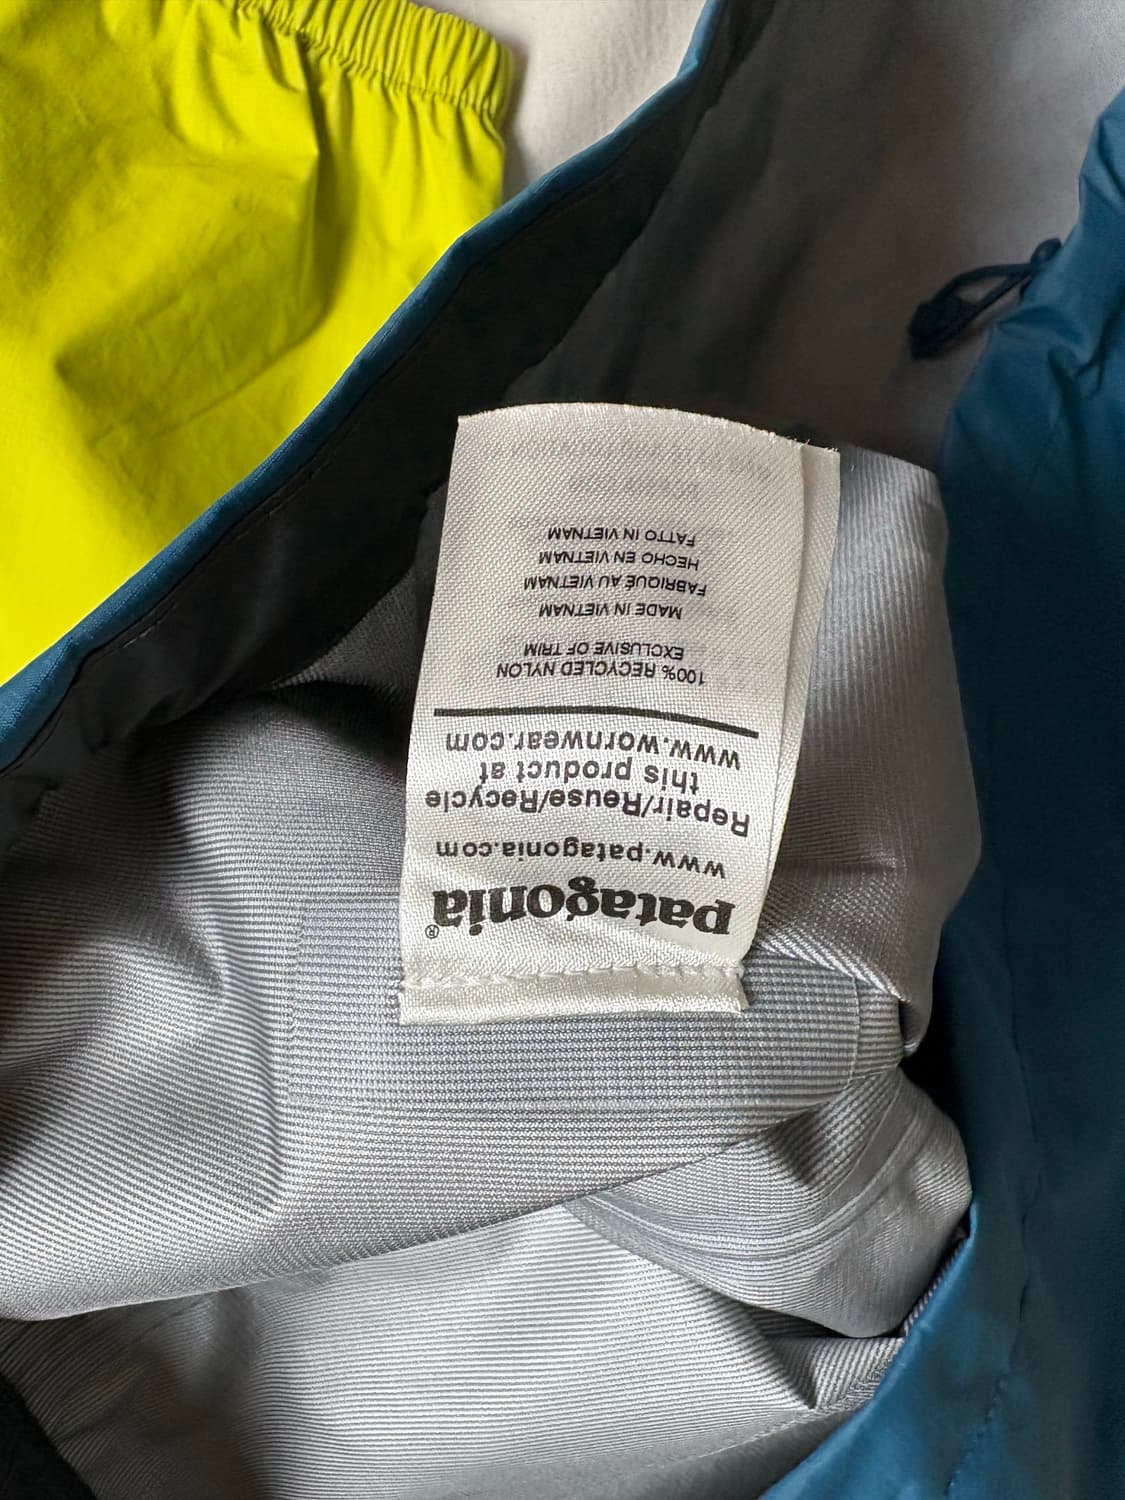 patagonia®
www.patagonia.com
Repair/Reuse/Recycle
this product at
www.wornwear.com
100% RECYCLED NYLON
EXCLUSIVE OF TRIM
MADE IN VIETNAM
FABRIQUÉ AU VIETNAM
HECHO EN VIETNAM
FATTO IN VIETNAM